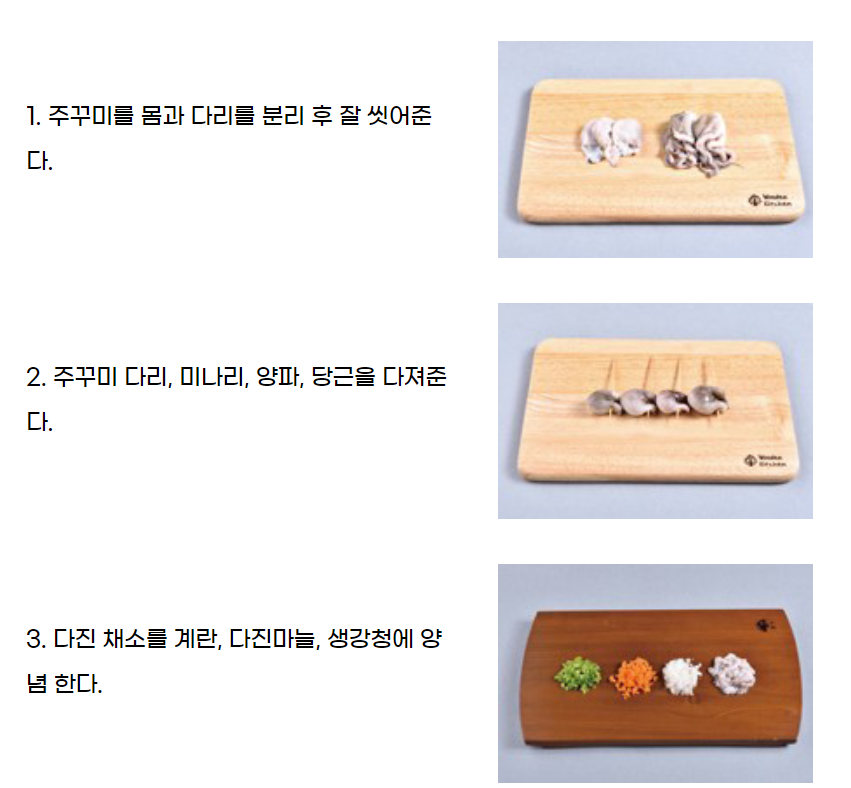 1. 주꾸미를 몸과 다리를 분리 후 잘 씻어준
다.
2. 주꾸미 다리, 미나리, 양파, 당근을 다져준
다.
3. 다진 채소를 계란, 다진마늘, 생강청에 양
념 한다.